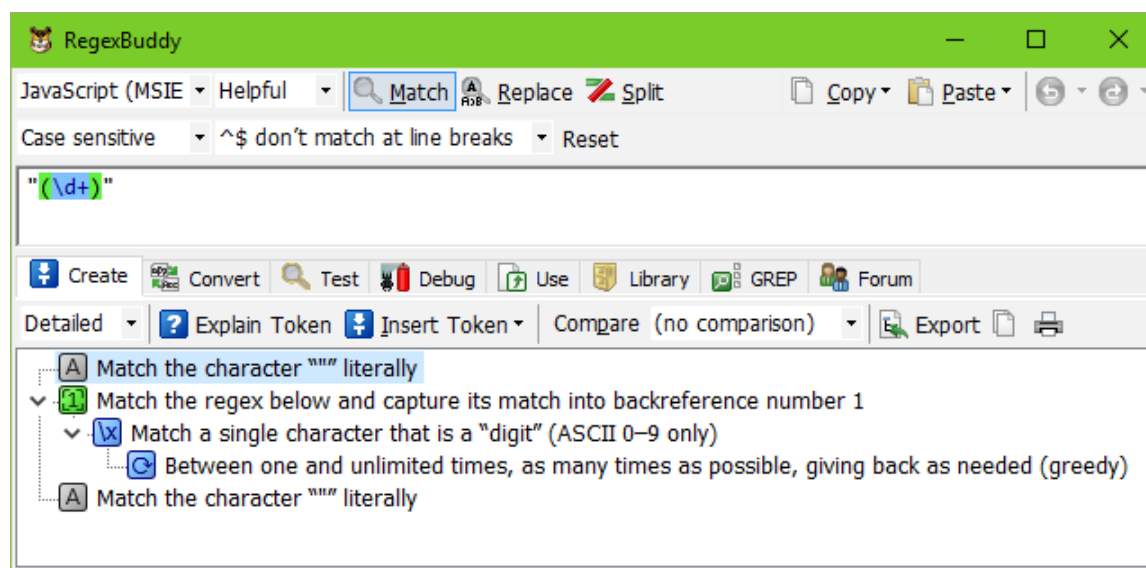 RegexBuddy
JavaScript (MSIE Helpful Match Replace Split Copy Paste
Case sensitive ^$ don't match at line breaks Reset
"(\d+)"
Create Convert Test Debug Use Library GREP Forum
Detailed Explain Token Insert Token Compare (no comparison) Export
Match the character “"” literally
Match the regex below and capture its match into backreference number 1
Match a single character that is a “digit” (ASCII 0–9 only)
Between one and unlimited times, as many times as possible, giving back as needed (greedy)
Match the character “"” literally